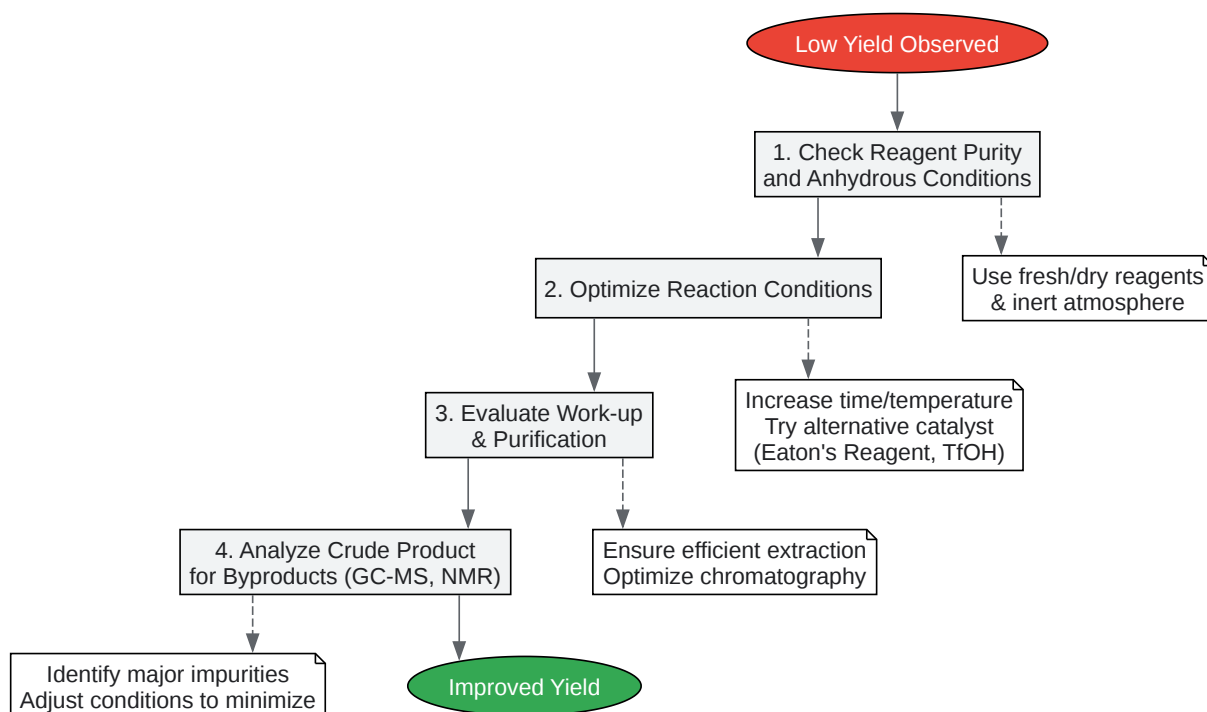 Low Yield Observed
1. Check Reagent Purity
and Anhydrous Conditions
Use fresh/dry reagents
& inert atmosphere
2. Optimize Reaction Conditions
Increase time/temperature
Try alternative catalyst
(Eaton's Reagent, TfOH)
3. Evaluate Work-up
& Purification
Ensure efficient extraction
Optimize chromatography
4. Analyze Crude Product
for Byproducts (GC-MS, NMR)
Identify major impurities
Adjust conditions to minimize
Improved Yield